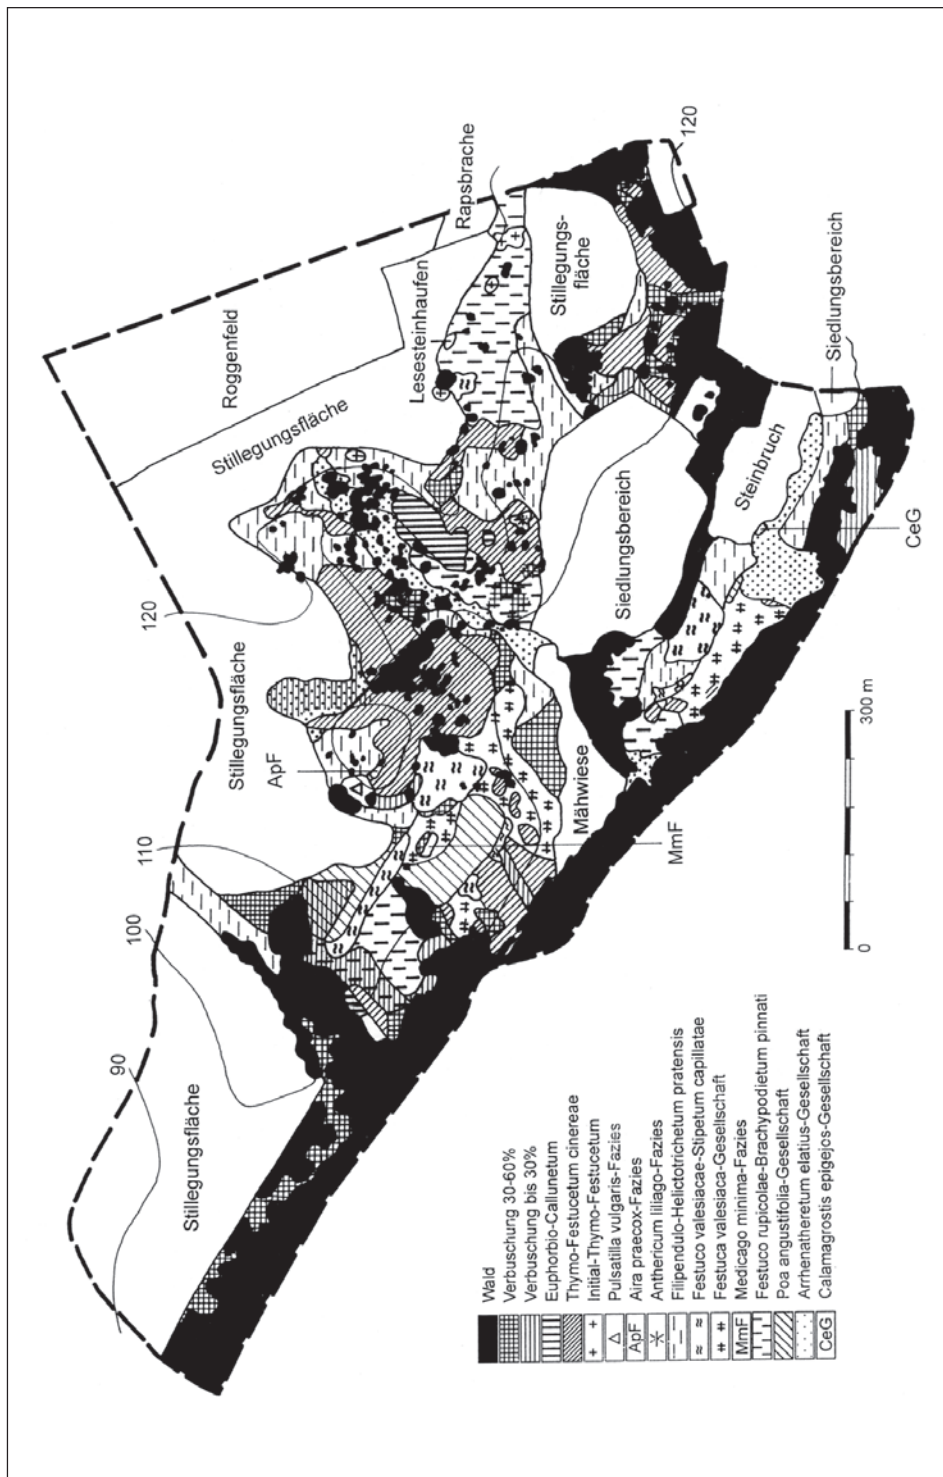 Stillegungsfläche
90
100
110
Stillegungsfläche
120
Stillegungsfläche
Roggenfeld
Rapsbrache
Lesesteinhaufen
Stillegungs-
fläche
120
ApF
MmF
Mähwiese
Siedlungsbereich
Steinbruch
Siedlungsbereich
CeG
0
300 m
Wald
Verbuschung 30-60%
Verbuschung bis 30%
Euphorbio-Callunetum
Thymo-Festucetum cinereae
+ + Initial-Thymo-Festucetum
△ Pulsatilla vulgaris-Fazies
ApF Aira praecox-Fazies
Anthericum liliago-Fazies
Filipendulo-Helictotrichetum pratensis
Festuco valesiacae-Stipetum capillatae
Festuca valesiaca-Gesellschaft
MmF Medicago minima-Fazies
Festuco rupicolae-Brachypodietum pinnati
Poa angustifolia-Gesellschaft
Arrhenatheretum elatius-Gesellschaft
CeG Calamagrostis epigejos-Gesellschaft